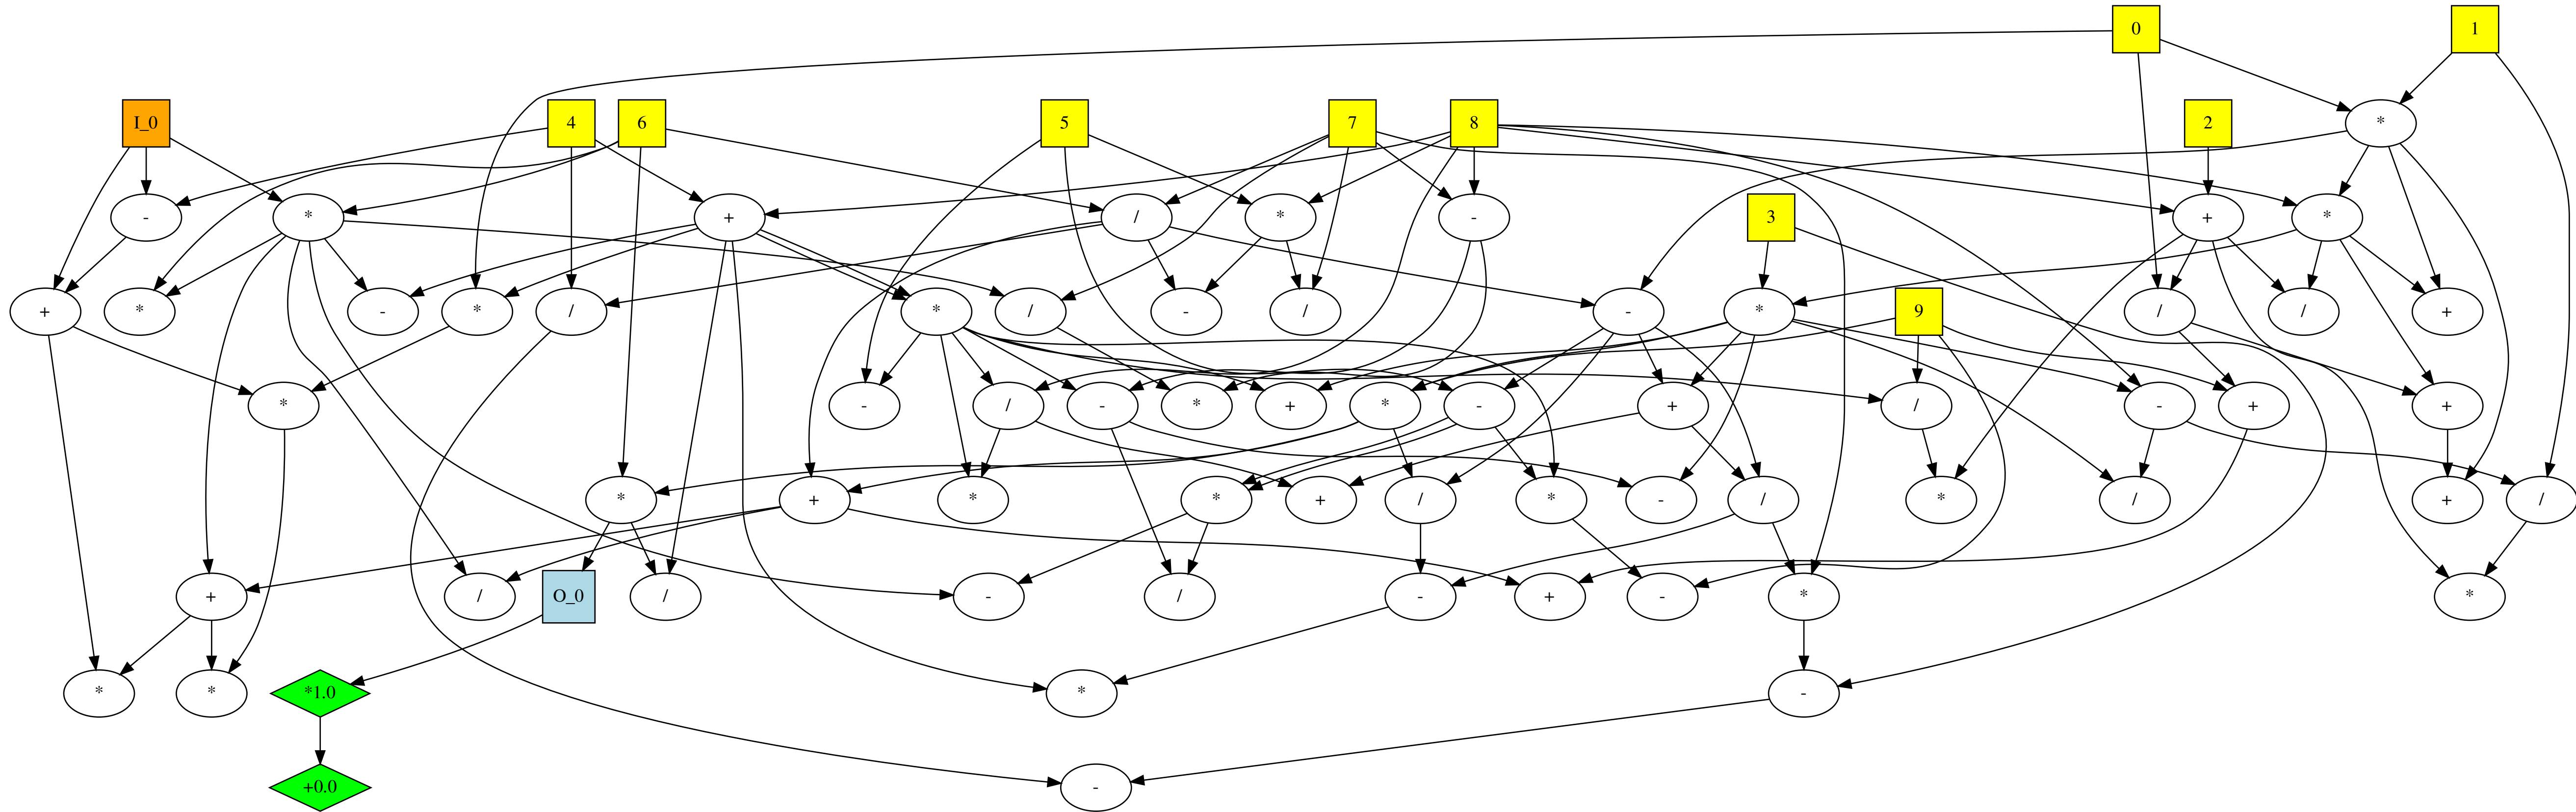 0 1
I_0 4 6 5 7 8 2 *
- * + / * - 3 + *
+ * - * / * / - / - * 9 / / +
* - / - * + * - + / - + +
* + * * + / * - / * / + /
+ / O_0 / - / - + - * *
* * *1.0 * -
+0.0 -